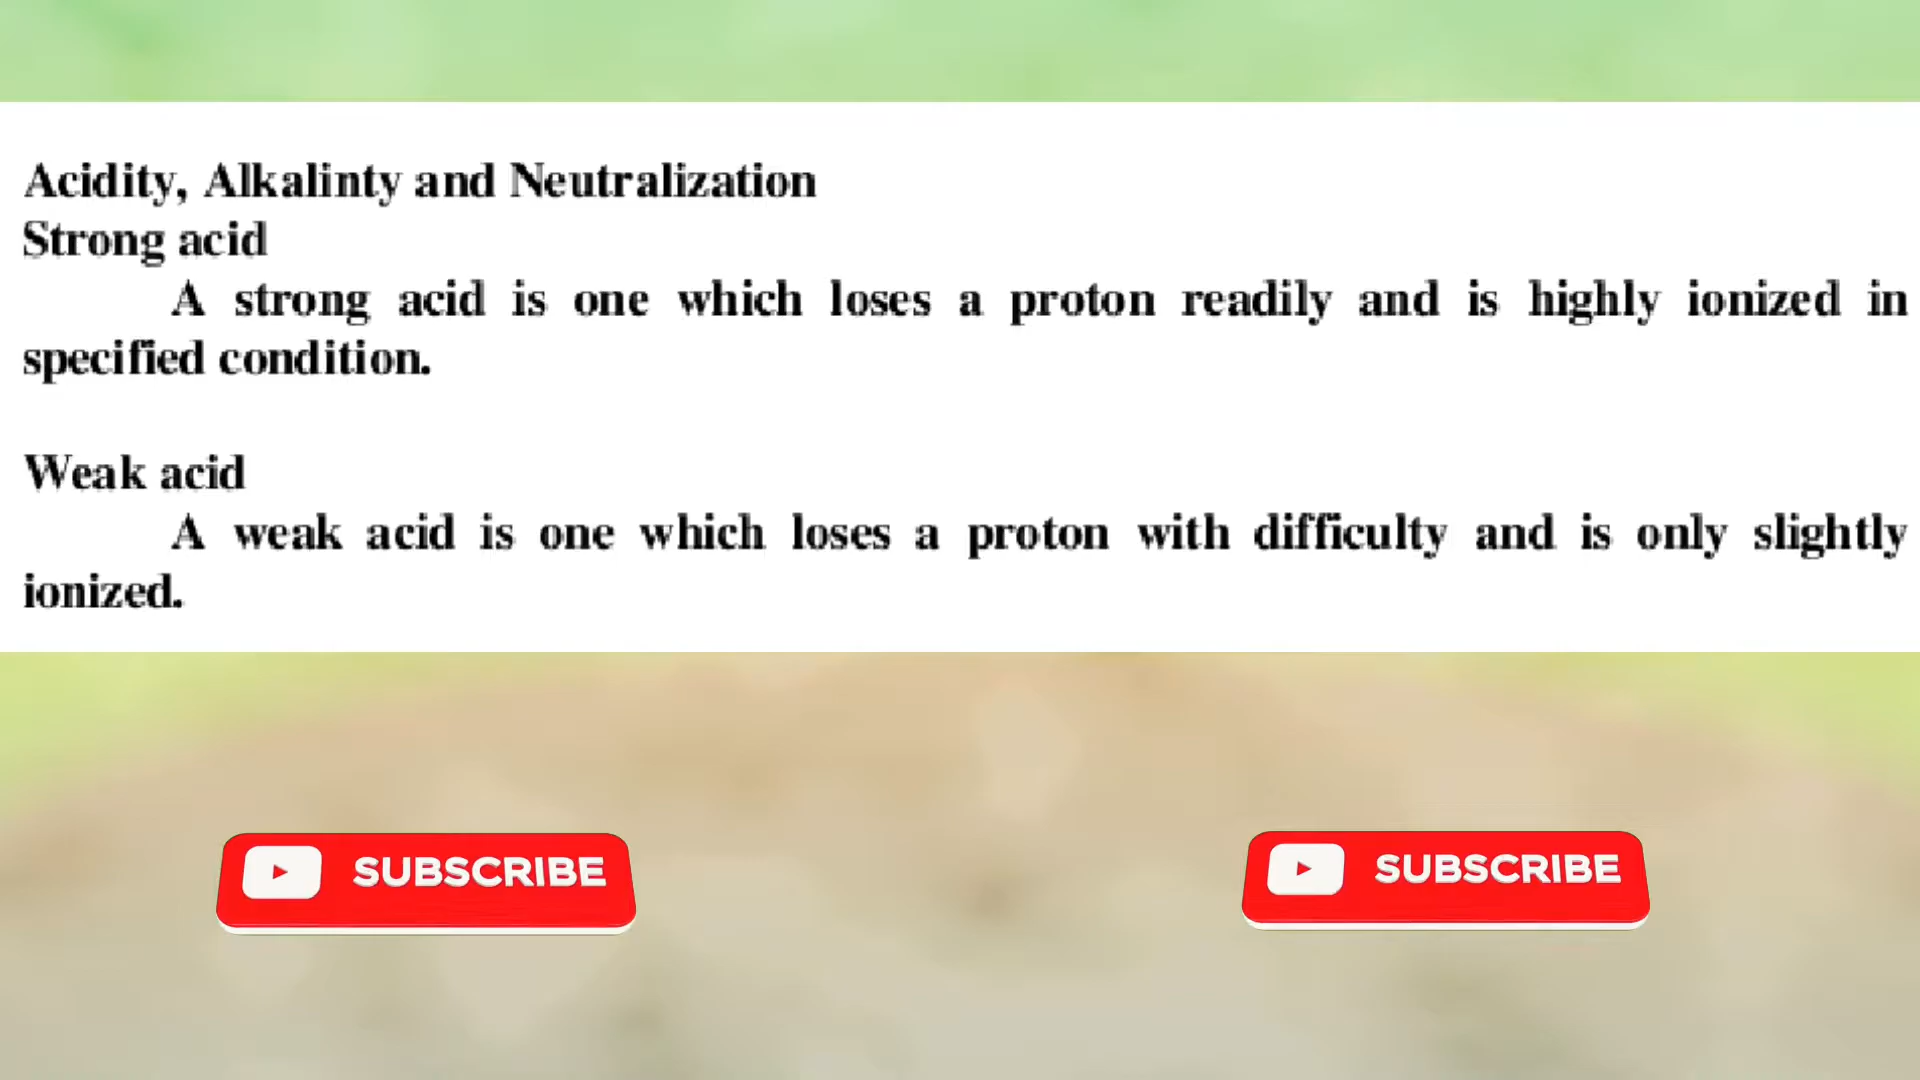 Acidity, Alkalinty and Neutralization
Strong acid
A strong acid is one which loses a proton readily and is highly ionized in
specified condition.
Weak acid
A weak acid is one which loses a proton with difficulty and is only slightly
ionized.
SUBSCRIBE
SUBSCRIBE